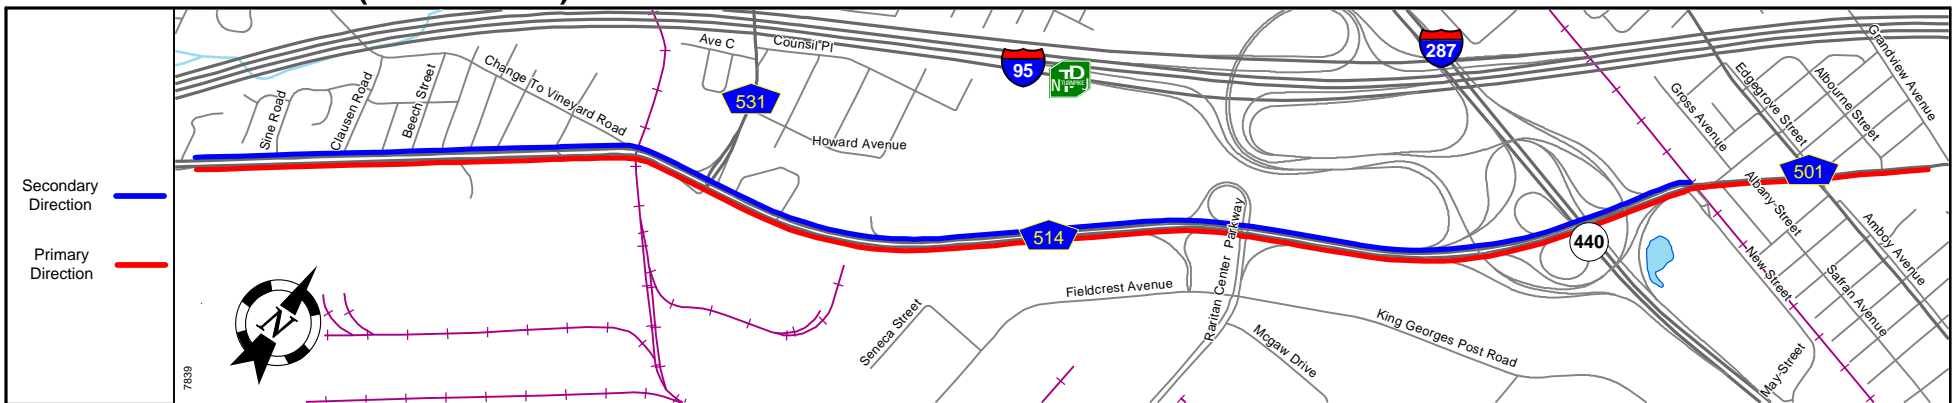 Secondary
Direction
Primary
Direction
7839
N
Sine Road
Clausen Road
Beech Street
Change To Vineyard Road
Ave C
Counsil Pl
531
Howard Avenue
95
287
514
Seneca Street
Fieldcrest Avenue
Raritan Center Parkway
Mcgaw Drive
King Georges Post Road
440
501
Gross Avenue
Edgegrove Street
Albourne Street
Grandview Avenue
Albany Street
New Street
Safran Avenue
Amboy Avenue
May Street